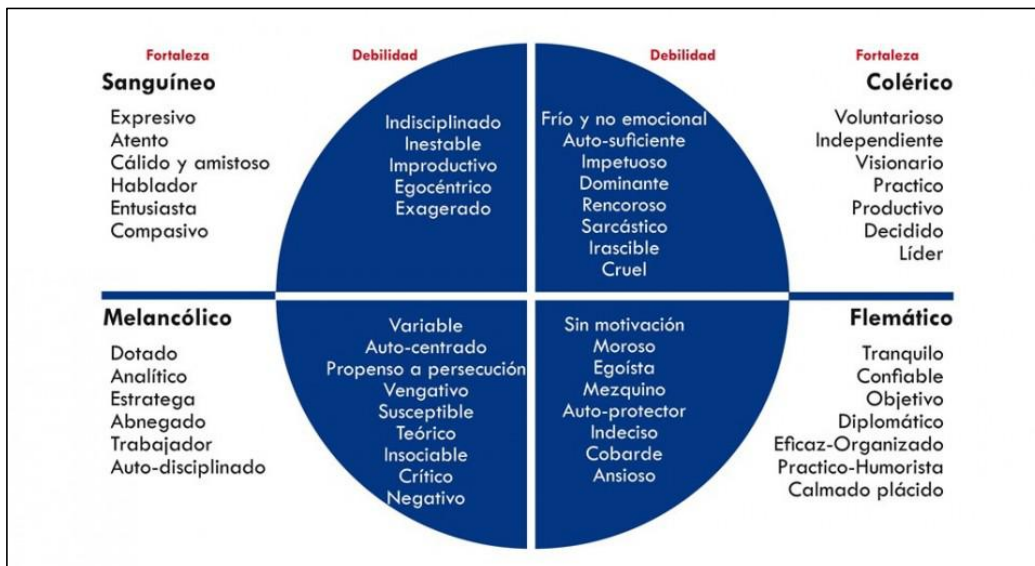 Fortaleza
Debilidad
Debilidad
Fortaleza
Sanguíneo
Expresivo
Atento
Cálido y amistoso
Hablador
Entusiasta
Compasivo
Indisciplinado
Inestable
Improductivo
Egocéntrico
Exagerado
Frío y no emocional
Auto-suficiente
Impetuoso
Dominante
Rencoroso
Sarcástico
Irascible
Cruel
Colérico
Voluntarioso
Independiente
Visionario
Practico
Productivo
Decidido
Líder
Melancólico
Dotado
Analítico
Estratega
Abnegado
Trabajador
Auto-disciplinado
Variable
Auto-centrado
Propenso a persecución
Vengativo
Susceptible
Teórico
Insociable
Crítico
Negativo
Sin motivación
Moroso
Egoísta
Mezquino
Auto-protector
Indeciso
Cobarde
Ansioso
Flemático
Tranquilo
Confiable
Objetivo
Diplomático
Eficaz-Organizado
Practico-Humorista
Calmado plácido